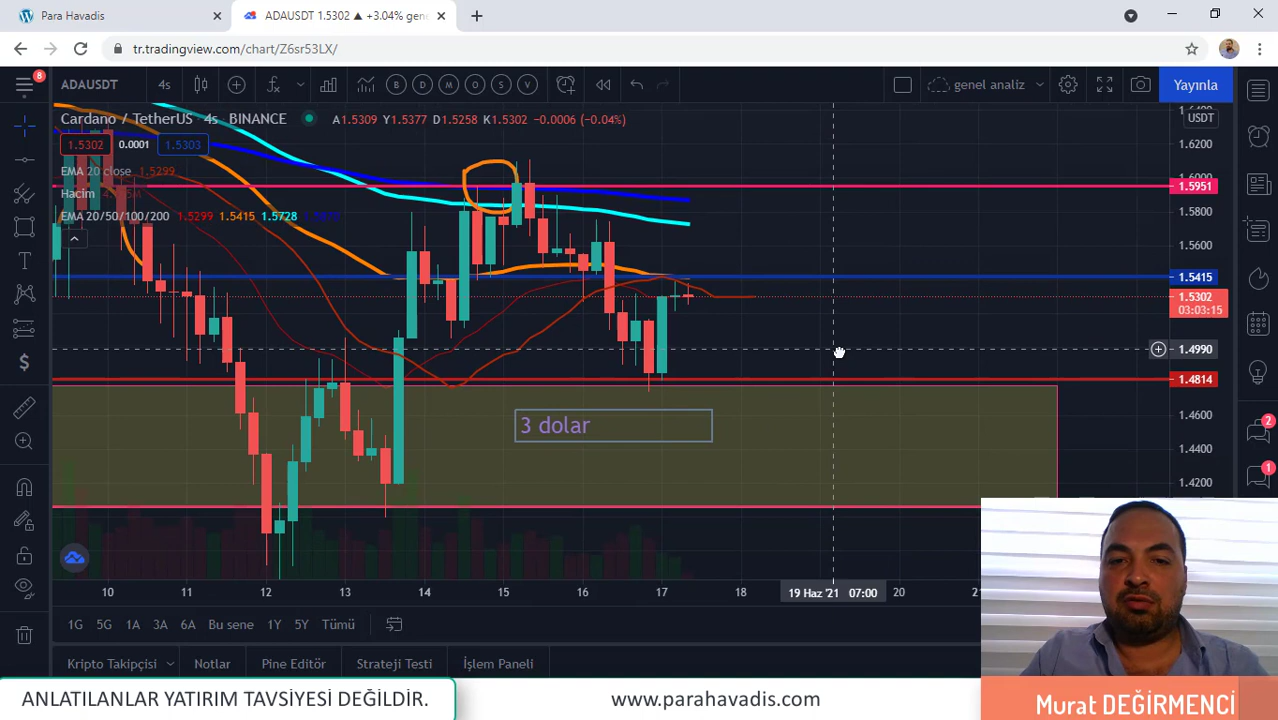 Para Havadis
ADAUSDT 1.5302 ▲ +3.04% gene
tr.tradingview.com/chart/Z6sr53LX/
8
ADAUSDT
4s
B
D
M
O
S
V
genel analiz
Yayınla
Cardano / TetherUS · 4s · BINANCE
A1.5309 Y1.5377 D1.5258 K1.5302 −0.0006 (−0.04%)
1.5302
0.0001
1.5303
EMA 20 close 1.5299
Hacim
EMA 20/50/100/200 1.5299 1.5415 1.5728
USDT
1.6200
1.5951
1.5800
1.5600
1.5415
1.5302
03:03:15
1.4990
1.4814
1.4600
1.4400
1.4200
3 dolar
2
1
10
11
12
13
14
15
16
17
18
19 Haz '21 07:00
20
1G
5G
1A
3A
6A
Bu sene
1Y
5Y
Tümü
Kripto Takipçisi
Notlar
Pine Editörü
Strateji Testi
İşlem Paneli
ANLATILANLAR YATIRIM TAVSİYESİ DEĞİLDİR.
www.parahavadis.com
Murat DEĞİRMENCİ